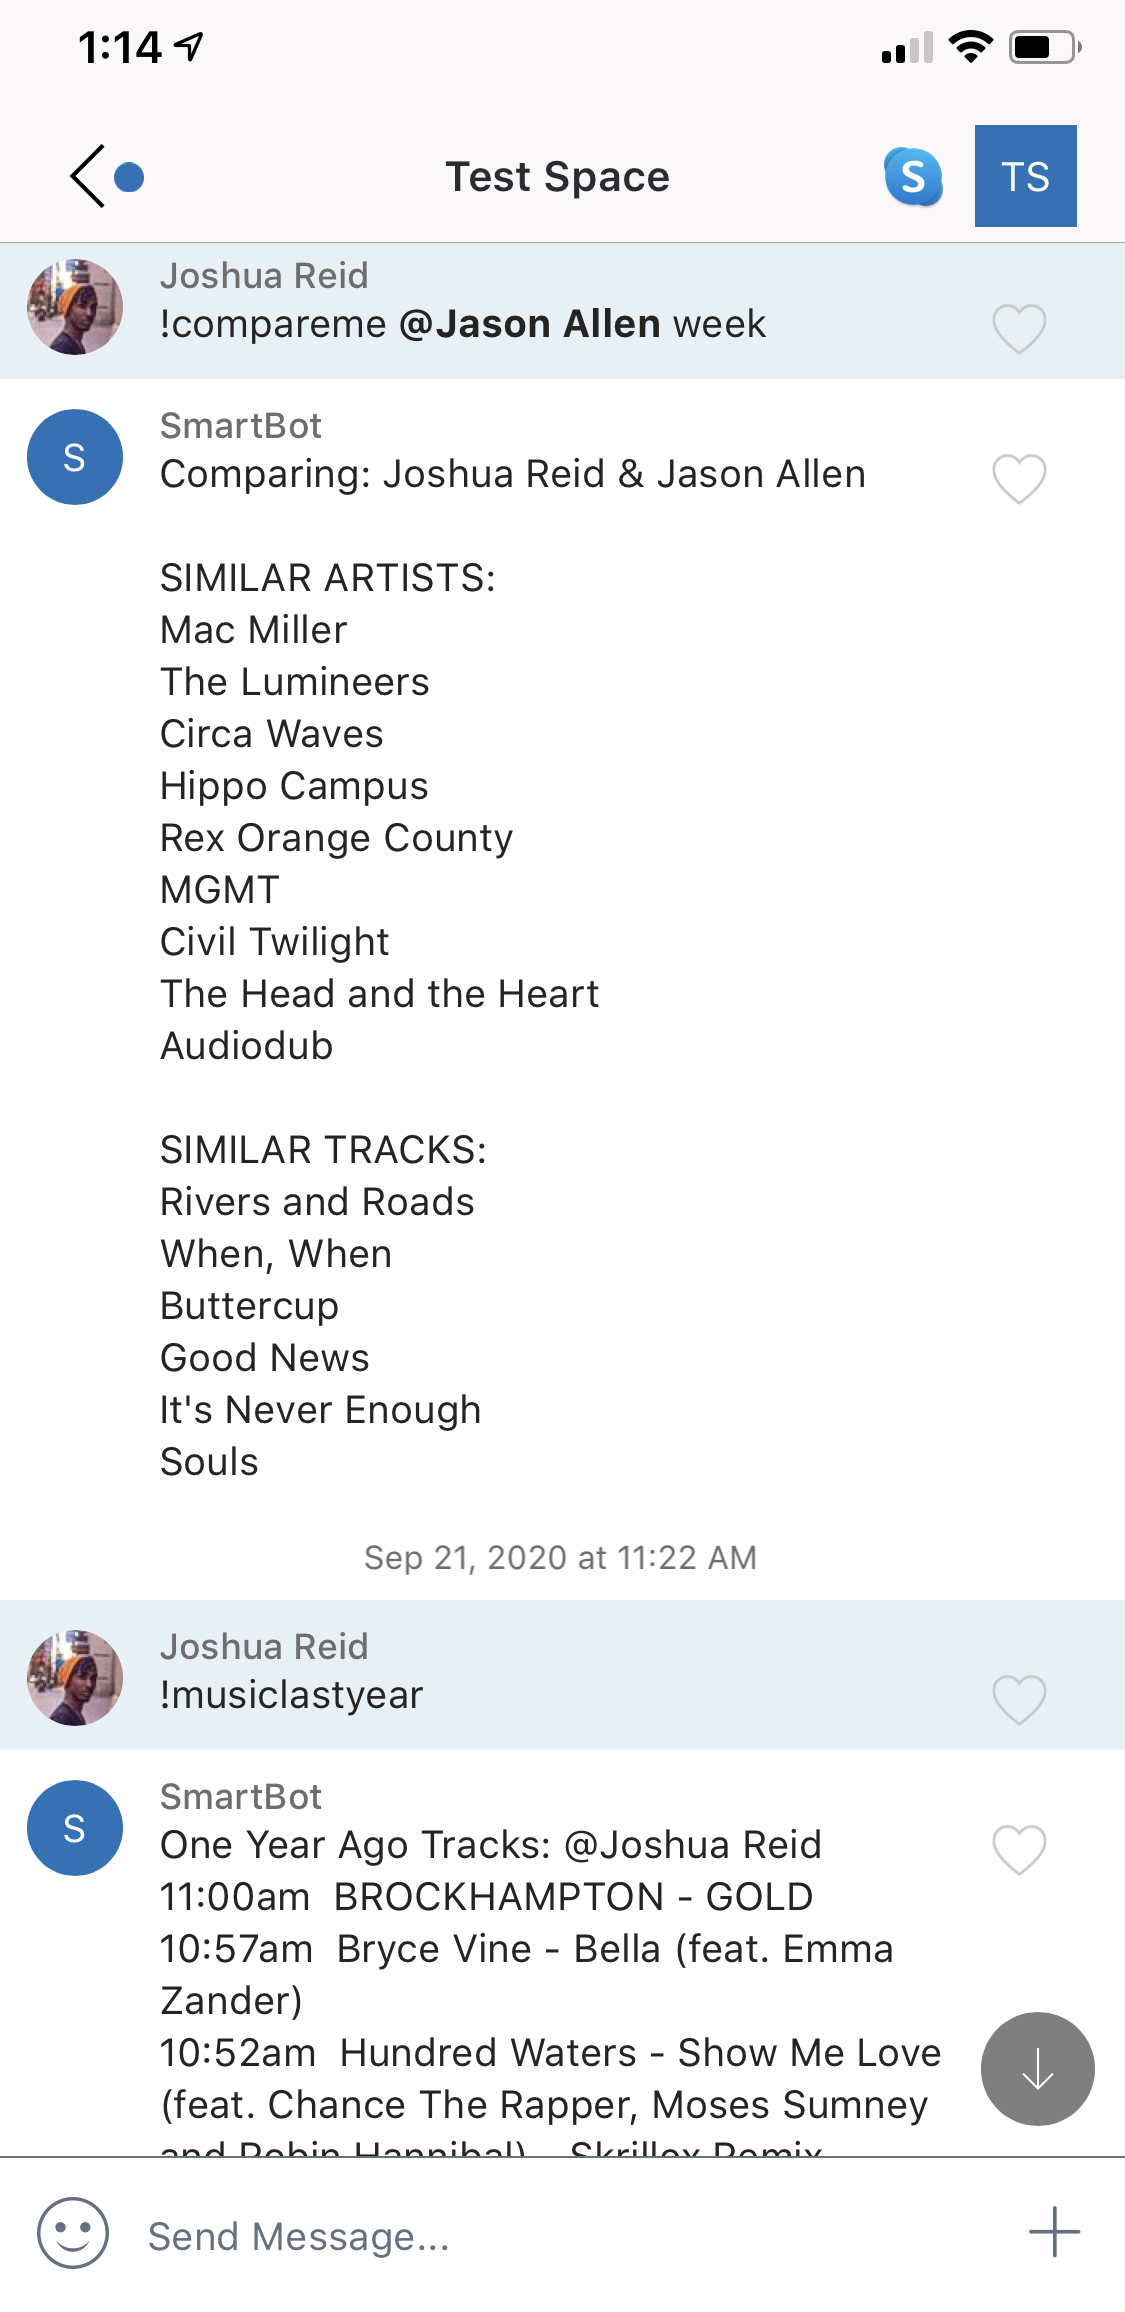 1:14
Test Space
S
TS
Joshua Reid
!compareme @Jason Allen week
S
SmartBot
Comparing: Joshua Reid & Jason Allen
SIMILAR ARTISTS:
Mac Miller
The Lumineers
Circa Waves
Hippo Campus
Rex Orange County
MGMT
Civil Twilight
The Head and the Heart
Audiodub
SIMILAR TRACKS:
Rivers and Roads
When, When
Buttercup
Good News
It's Never Enough
Souls
Sep 21, 2020 at 11:22 AM
Joshua Reid
!musiclastyear
S
SmartBot
One Year Ago Tracks: @Joshua Reid
11:00am BROCKHAMPTON - GOLD
10:57am Bryce Vine - Bella (feat. Emma
Zander)
10:52am Hundred Waters - Show Me Love
(feat. Chance The Rapper, Moses Sumney
and Robin Hannibal) - Skrillex Remix
Send Message...